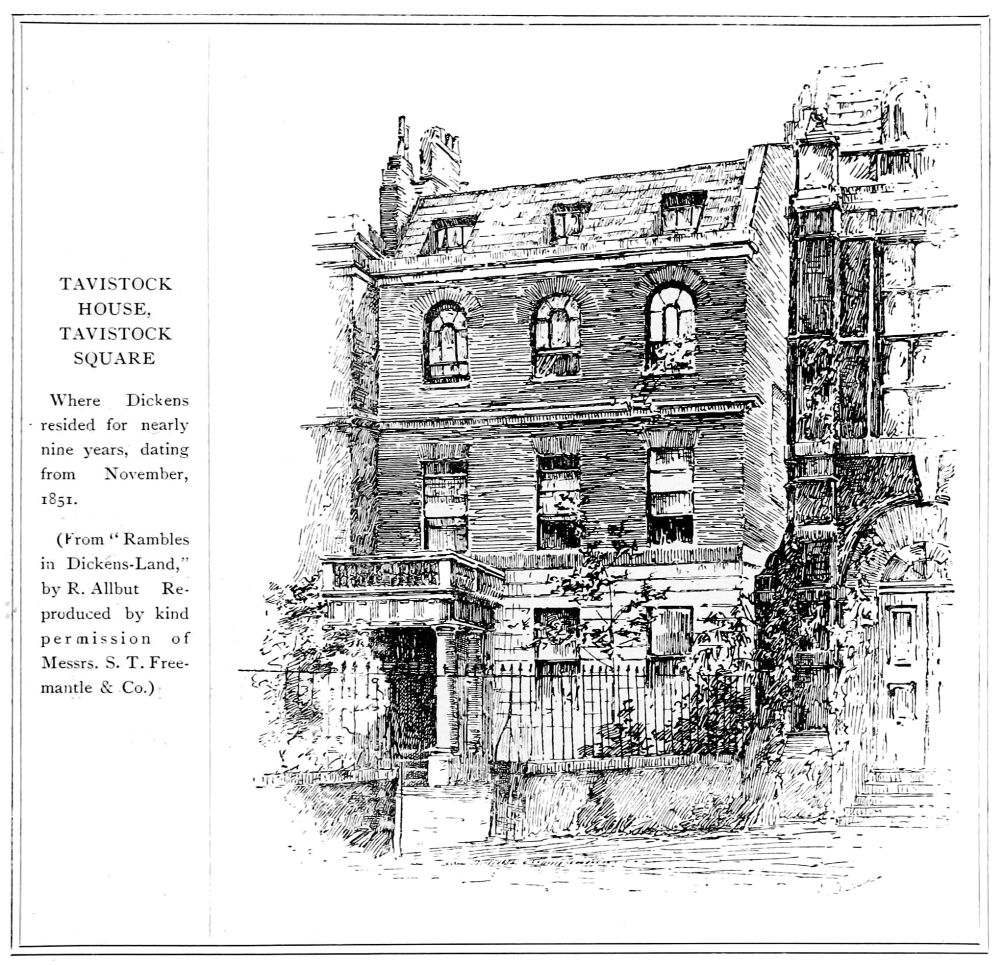 TAVISTOCK
HOUSE,
TAVISTOCK
SQUARE
Where Dickens
resided for nearly
nine years, dating
from November,
1851.
(From “Rambles
in Dickens-Land,”
by R. Allbut Re-
produced by kind
permission of
Messrs. S. T. Free-
mantle & Co.)